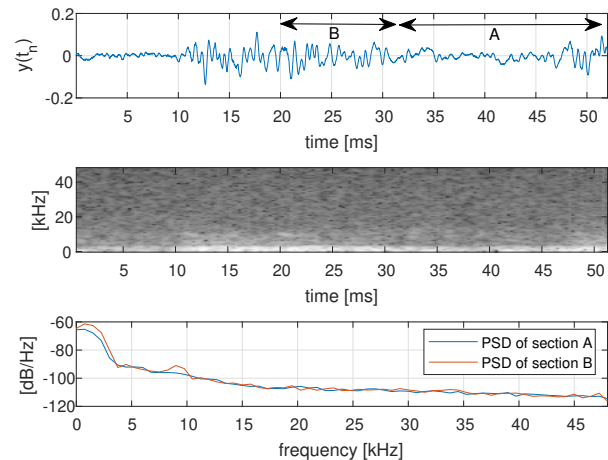 y(t_n)
0.2
0
-0.2
B
A
5 10 15 20 25 30 35 40 45 50
time [ms]
[kHz]
40
20
0
5 10 15 20 25 30 35 40 45 50
time [ms]
[dB/Hz]
-60
-80
-100
-120
PSD of section A
PSD of section B
0 5 10 15 20 25 30 35 40 45
frequency [kHz]